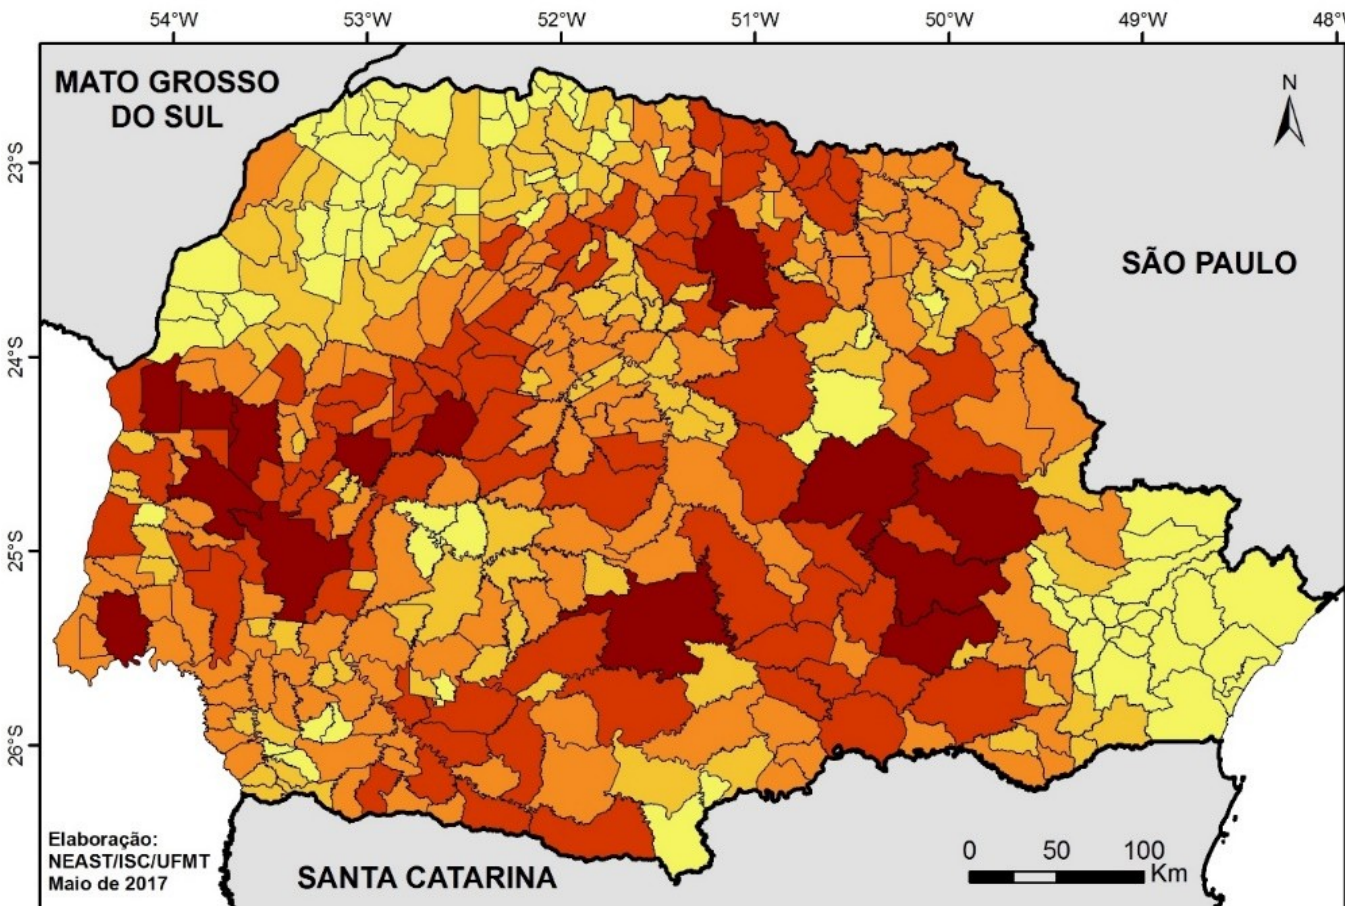 54°W 53°W 52°W 51°W 50°W 49°W 48°W
MATO GROSSO
DO SUL
N
23°S
SÃO PAULO
24°S
25°S
26°S
Elaboração:
NEAST/ISC/UFMT
Maio de 2017
SANTA CATARINA
0 50 100
Km